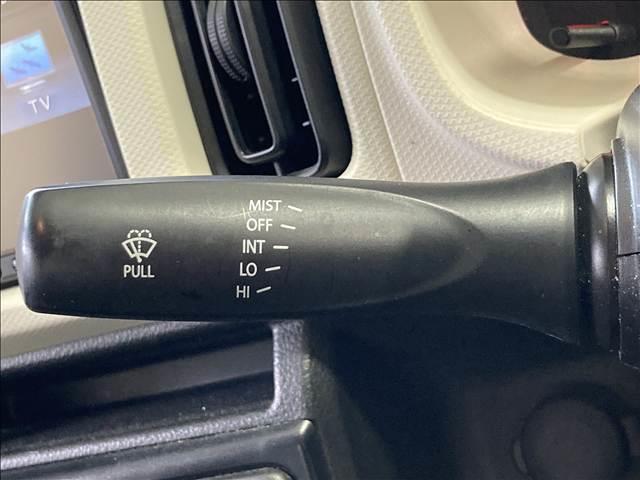 TV
MIST
OFF
INT
LO
HI
PULL